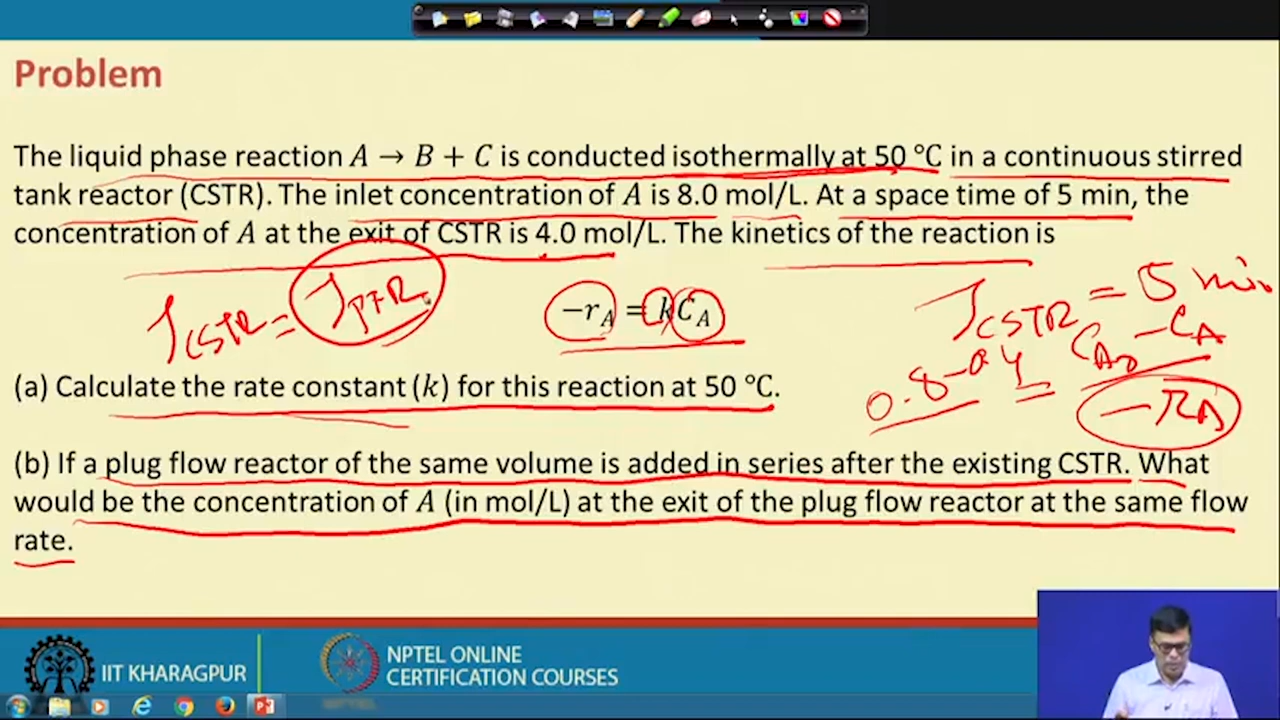 Problem
The liquid phase reaction A → B + C is conducted isothermally at 50 °C in a continuous stirred
tank reactor (CSTR). The inlet concentration of A is 8.0 mol/L. At a space time of 5 min, the
concentration of A at the exit of CSTR is 4.0 mol/L. The kinetics of the reaction is
τCSTR = τPFR
−rA = kCA
τCSTR = 5 min
CA0 − CA
0.8 − 0.4
−rA
(a) Calculate the rate constant (k) for this reaction at 50 °C.
(b) If a plug flow reactor of the same volume is added in series after the existing CSTR. What
would be the concentration of A (in mol/L) at the exit of the plug flow reactor at the same flow
rate.
IIT KHARAGPUR
NPTEL ONLINE
CERTIFICATION COURSES